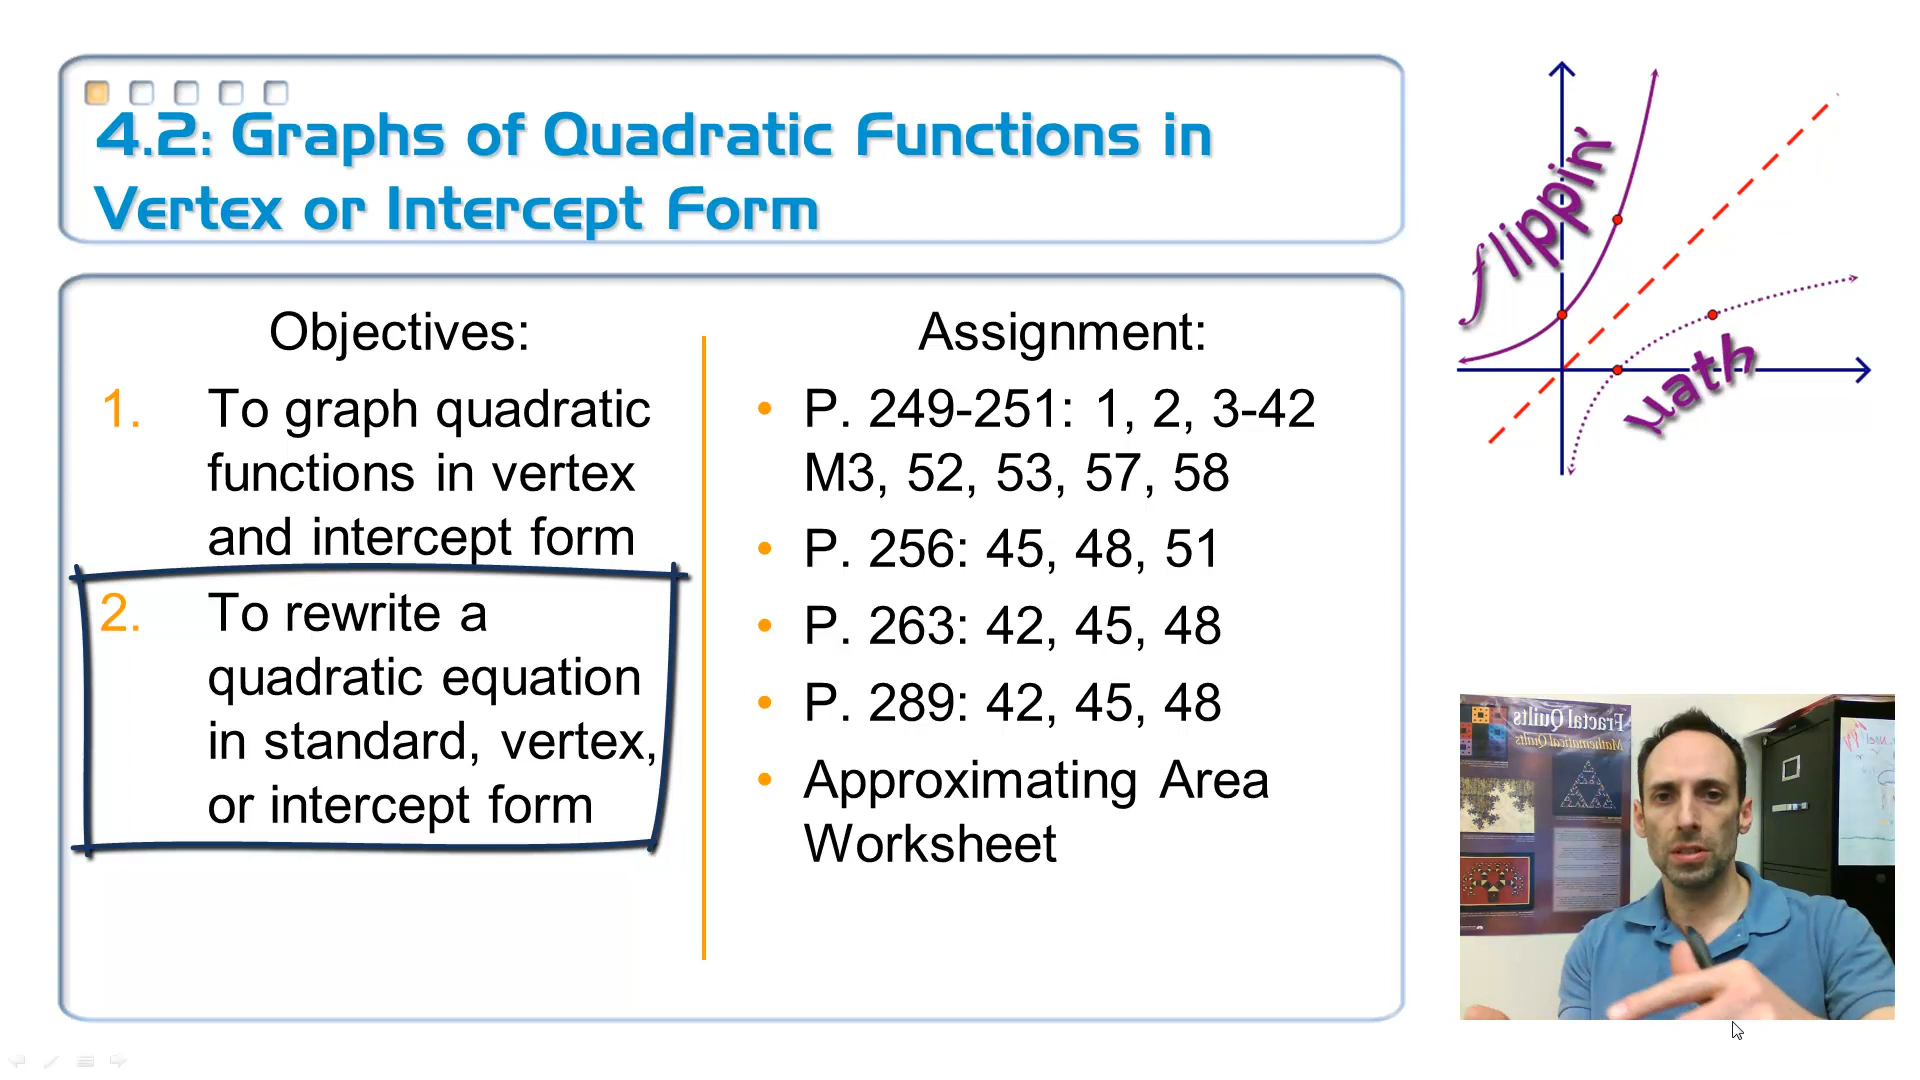 4.2: Graphs of Quadratic Functions in
Vertex or Intercept Form
Objectives:
1. To graph quadratic
functions in vertex
and intercept form
2. To rewrite a
quadratic equation
in standard, vertex,
or intercept form
Assignment:
• P. 249-251: 1, 2, 3-42
M3, 52, 53, 57, 58
• P. 256: 45, 48, 51
• P. 263: 42, 45, 48
• P. 289: 42, 45, 48
• Approximating Area
Worksheet
flippin'
math
Fractal Quilts
Mathematical Quilts